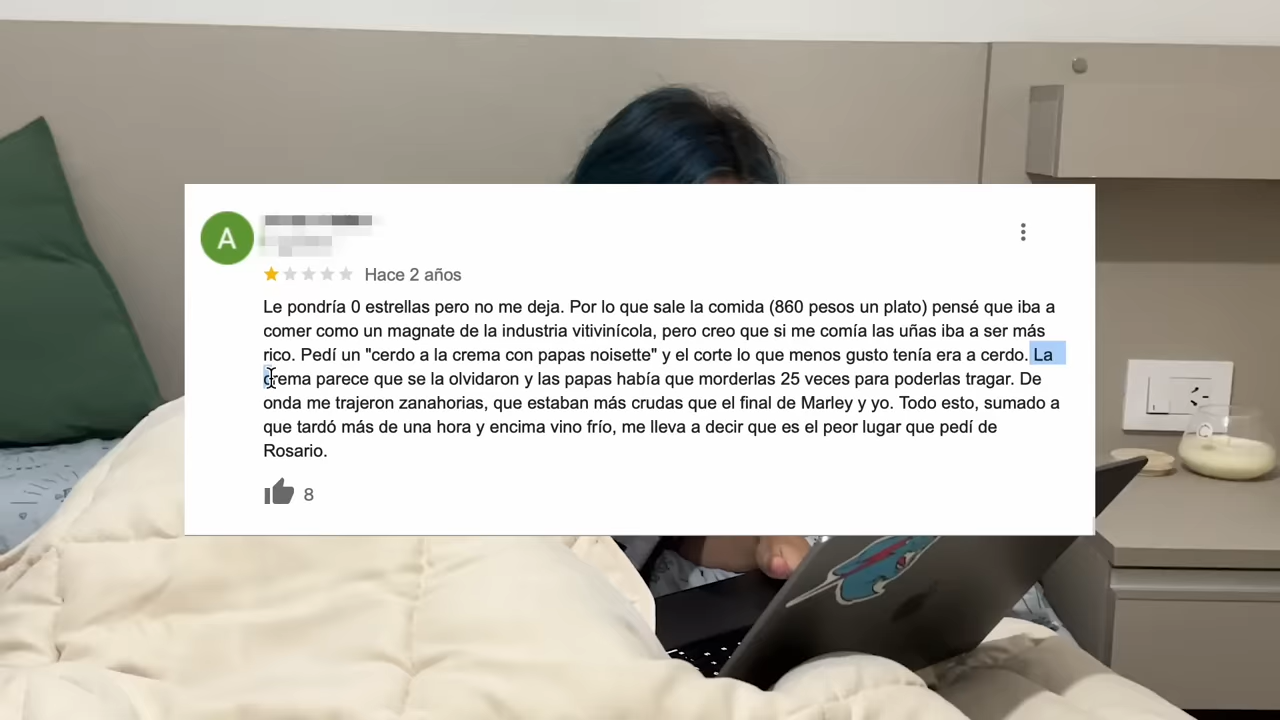 A
Hace 2 años
Le pondría 0 estrellas pero no me deja. Por lo que sale la comida (860 pesos un plato) pensé que iba a
comer como un magnate de la industria vitivinícola, pero creo que si me comía las uñas iba a ser más
rico. Pedí un "cerdo a la crema con papas noisette" y el corte lo que menos gusto tenía era a cerdo. La
crema parece que se la olvidaron y las papas había que morderlas 25 veces para poderlas tragar. De
onda me trajeron zanahorias, que estaban más crudas que el final de Marley y yo. Todo esto, sumado a
que tardó más de una hora y encima vino frío, me lleva a decir que es el peor lugar que pedí de
Rosario.
8